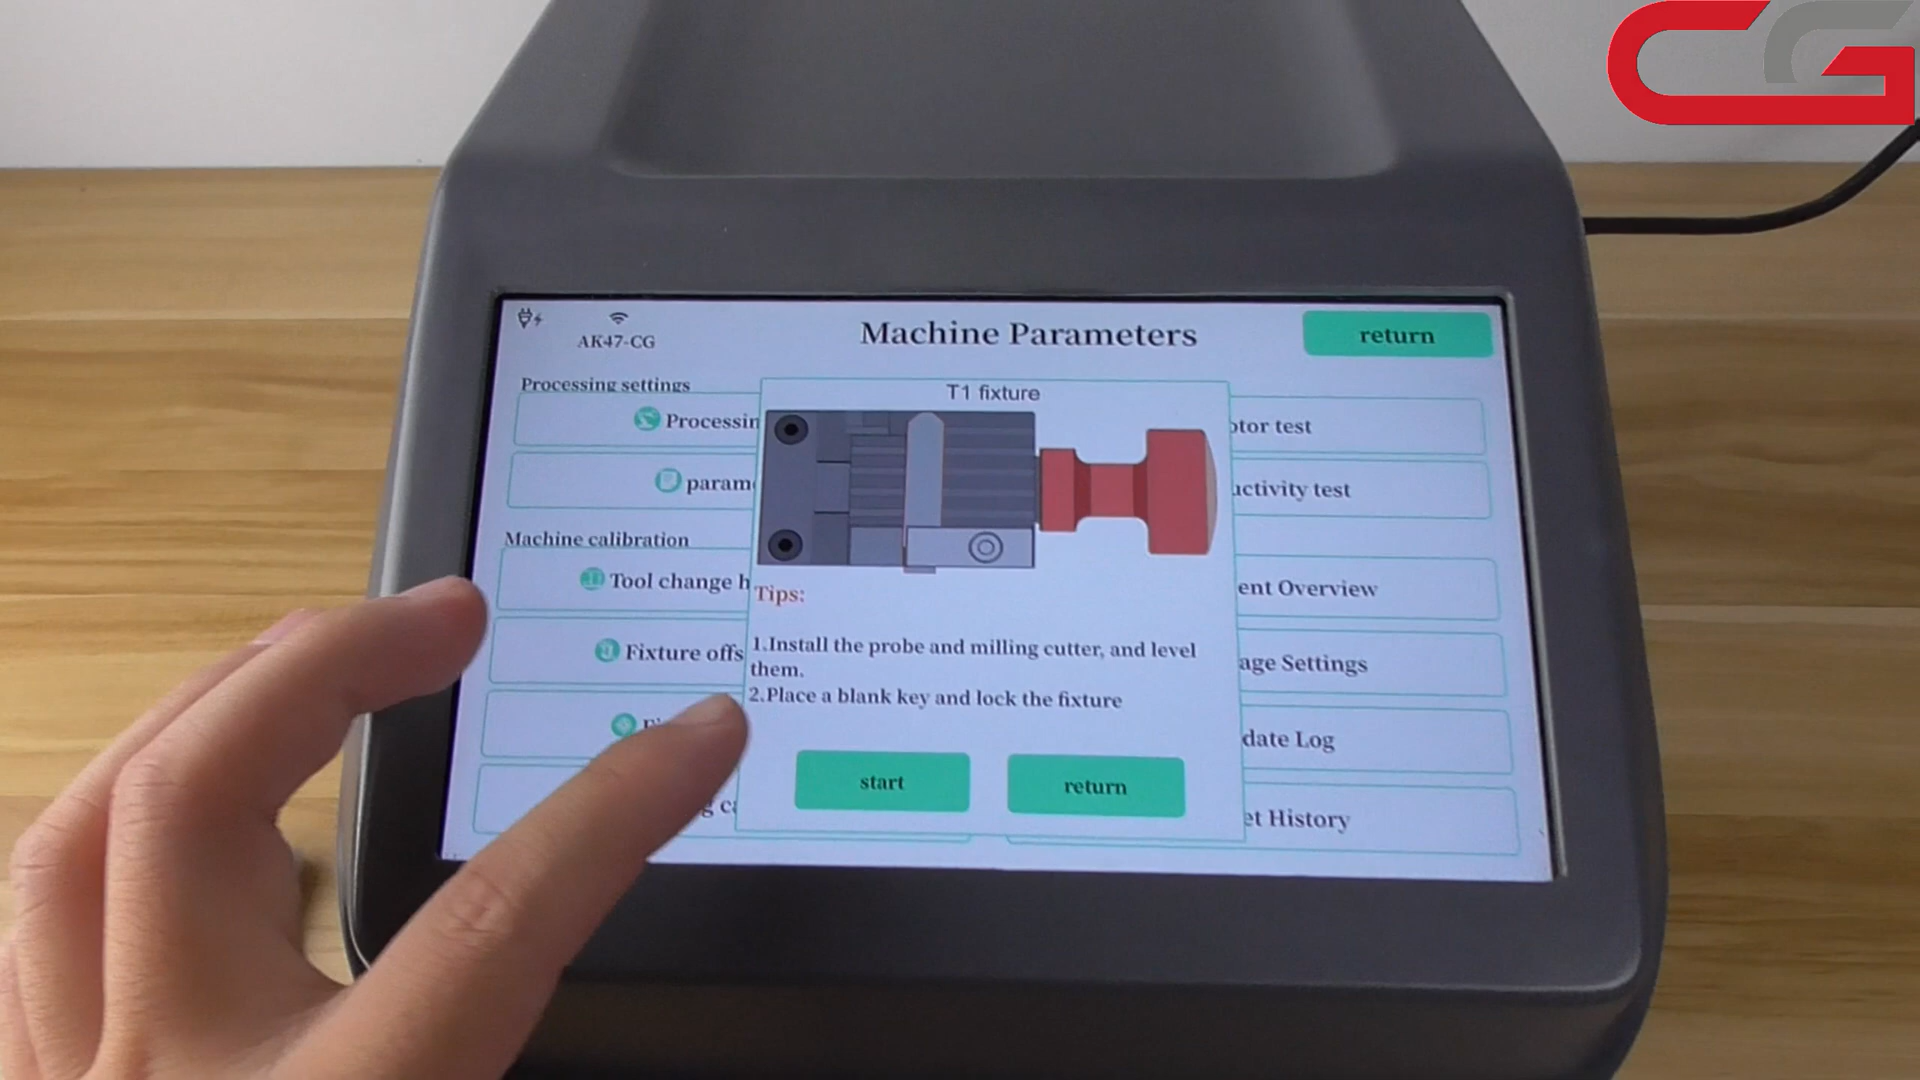 CG
AK47-CG
Machine Parameters
return
Processing settings
T1 fixture
Processin
otor test
param
uctivity test
Machine calibration
Tool change h
Tips:
ent Overview
Fixture offs
1.Install the probe and milling cutter, and level
them.
age Settings
2.Place a blank key and lock the fixture
date Log
start
return
g ca
et History